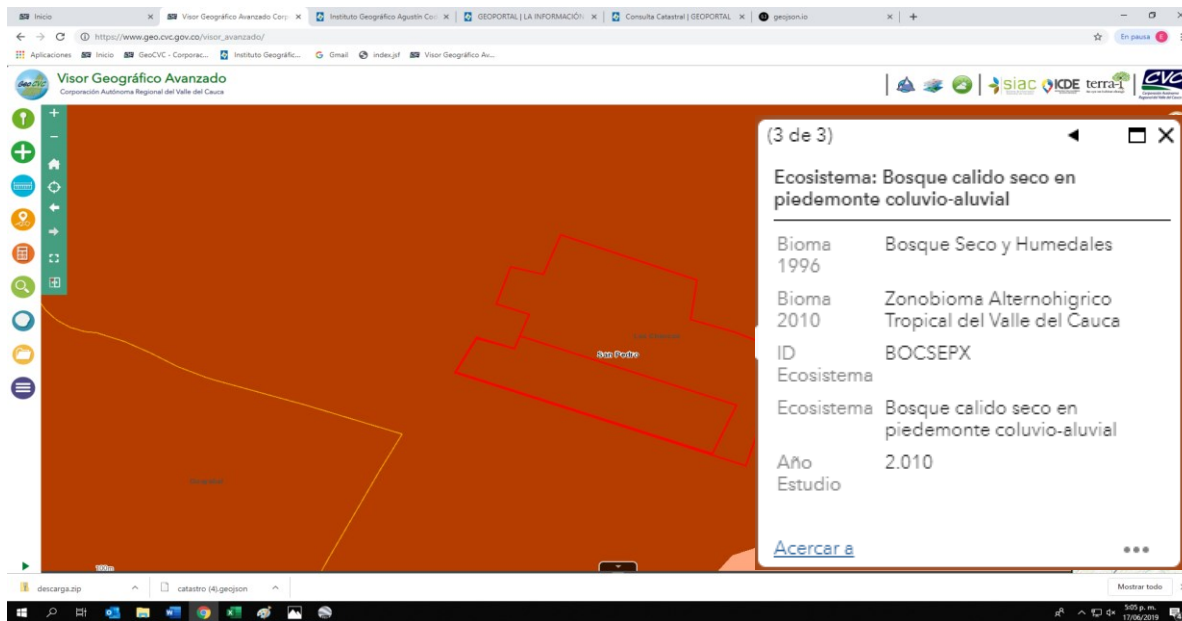 Inicio
Visor Geográfico Avanzado Corp
Instituto Geográfico Agustín Co
GEOPORTAL | LA INFORMACIÓN
Consulta Catastral | GEOPORTAL
geojson.io
https://www.geo.cvc.gov.co/visor_avanzado/
En pausa
Aplicaciones
Inicio
GeoCVC - Corporac...
Instituto Geográfic...
Gmail
index.jsf
Visor Geográfico Av...
GeoCVC
Visor Geográfico Avanzado
Corporación Autónoma Regional del Valle del Cauca
siac
ICDE
terra-i
CVC
(3 de 3)
Ecosistema: Bosque calido seco en
piedemonte coluvio-aluvial
Bioma Bosque Seco y Humedales
1996
Bioma Zonobioma Alternohigrico
2010 Tropical del Valle del Cauca
ID BOCSEPX
Ecosistema
Ecosistema Bosque calido seco en
piedemonte coluvio-aluvial
Año 2.010
Estudio
Acercar a
San Pedro
100m
descarga.zip
catastro (4).geojson
Mostrar todo
5:05 p. m.
17/06/2019